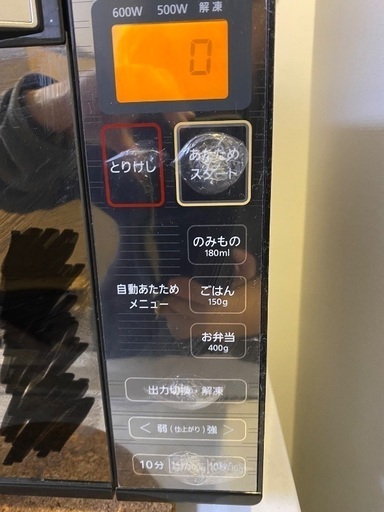 600W 500W 解凍
0
とりけし
あたため
スタート
のみもの
180ml
自動あたため
メニュー
ごはん
150g
お弁当
400g
出力切換・解凍
< 弱 (仕上がり) 強 >
10分